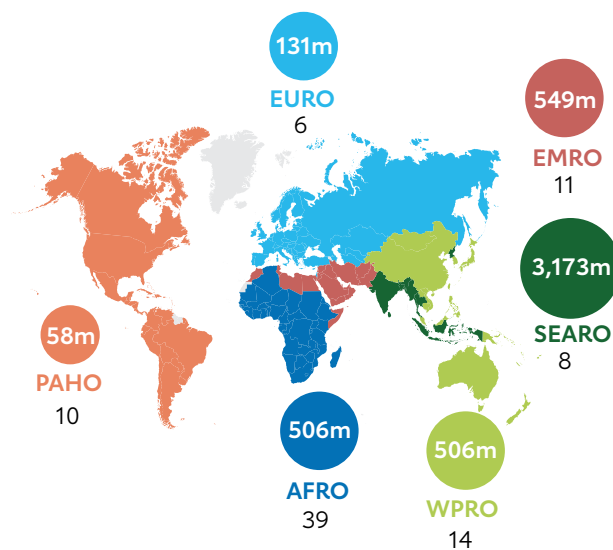 131m
EURO
6
549m
EMRO
11
3,173m
SEARO
8
58m
PAHO
10
506m
AFRO
39
506m
WPRO
14